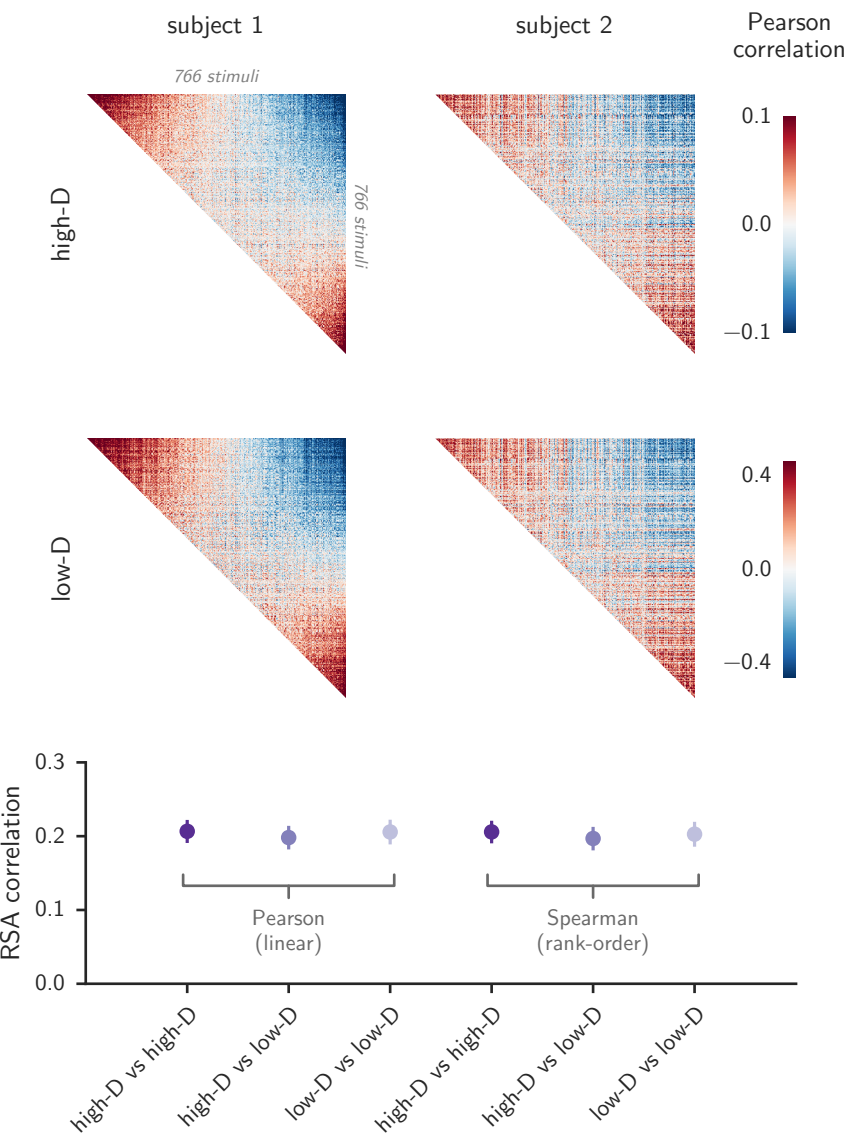 subject 1
subject 2
Pearson
correlation
766 stimuli
766 stimuli
high-D
0.1
0.0
−0.1
low-D
0.4
0.0
−0.4
RSA correlation
0.3
0.2
0.1
0.0
Pearson
(linear)
Spearman
(rank-order)
high-D vs high-D
high-D vs low-D
low-D vs low-D
high-D vs high-D
high-D vs low-D
low-D vs low-D